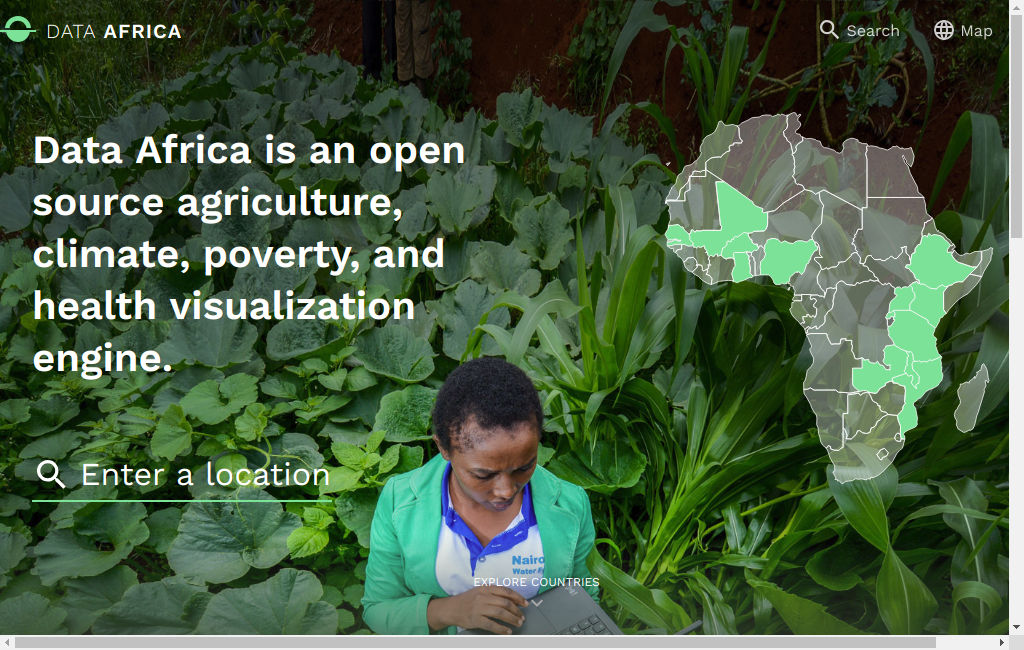 DATA AFRICA
Search
Map
Data Africa is an open
source agriculture,
climate, poverty, and
health visualization
engine.
Enter a location
Nairo
Water F
EXPLORE COUNTRIES